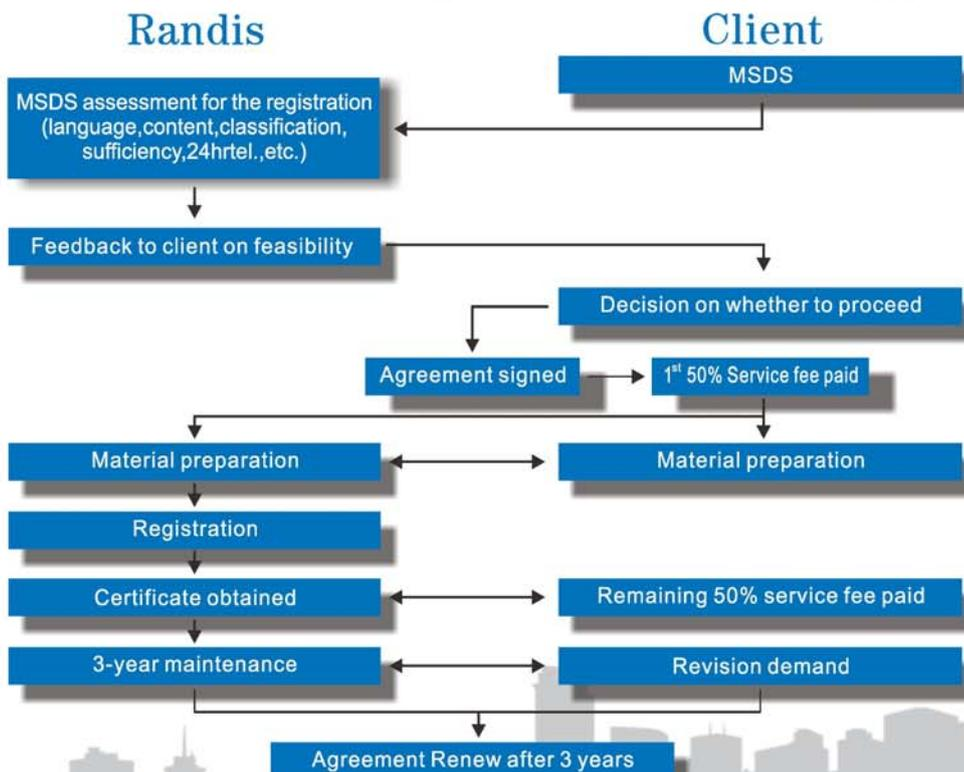 Randis
Client
MSDS
MSDS assessment for the registration
(language,content,classification,
sufficiency,24hrtel.,etc.)
Feedback to client on feasibility
Decision on whether to proceed
Agreement signed
1st 50% Service fee paid
Material preparation
Material preparation
Registration
Certificate obtained
Remaining 50% service fee paid
3-year maintenance
Revision demand
Agreement Renew after 3 years